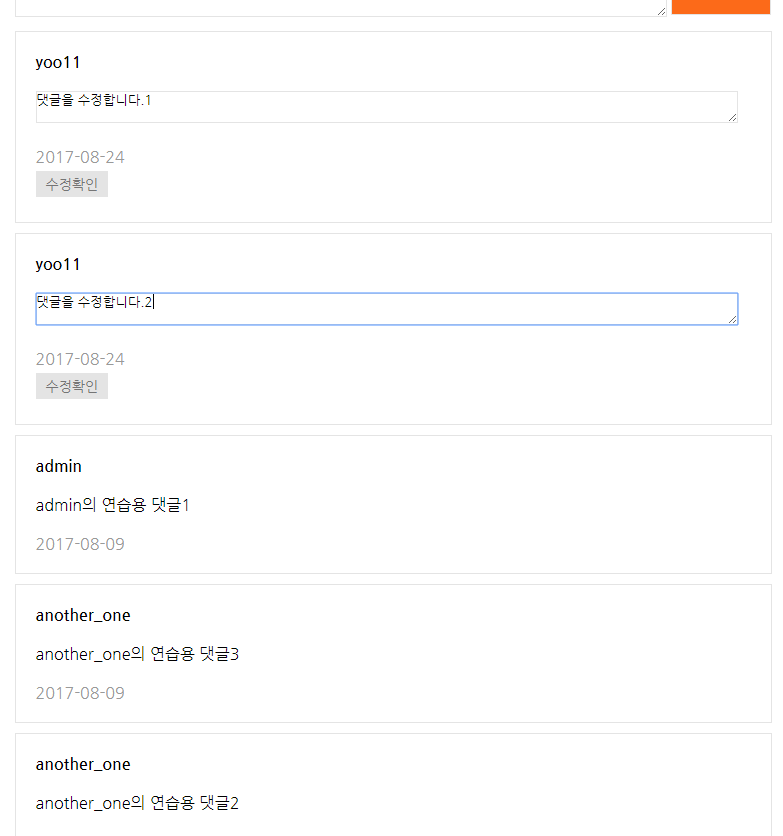 yoo11
댓글을 수정합니다.1
2017-08-24
수정확인
yoo11
댓글을 수정합니다.2
2017-08-24
수정확인
admin
admin의 연습용 댓글1
2017-08-09
another_one
another_one의 연습용 댓글3
2017-08-09
another_one
another_one의 연습용 댓글2